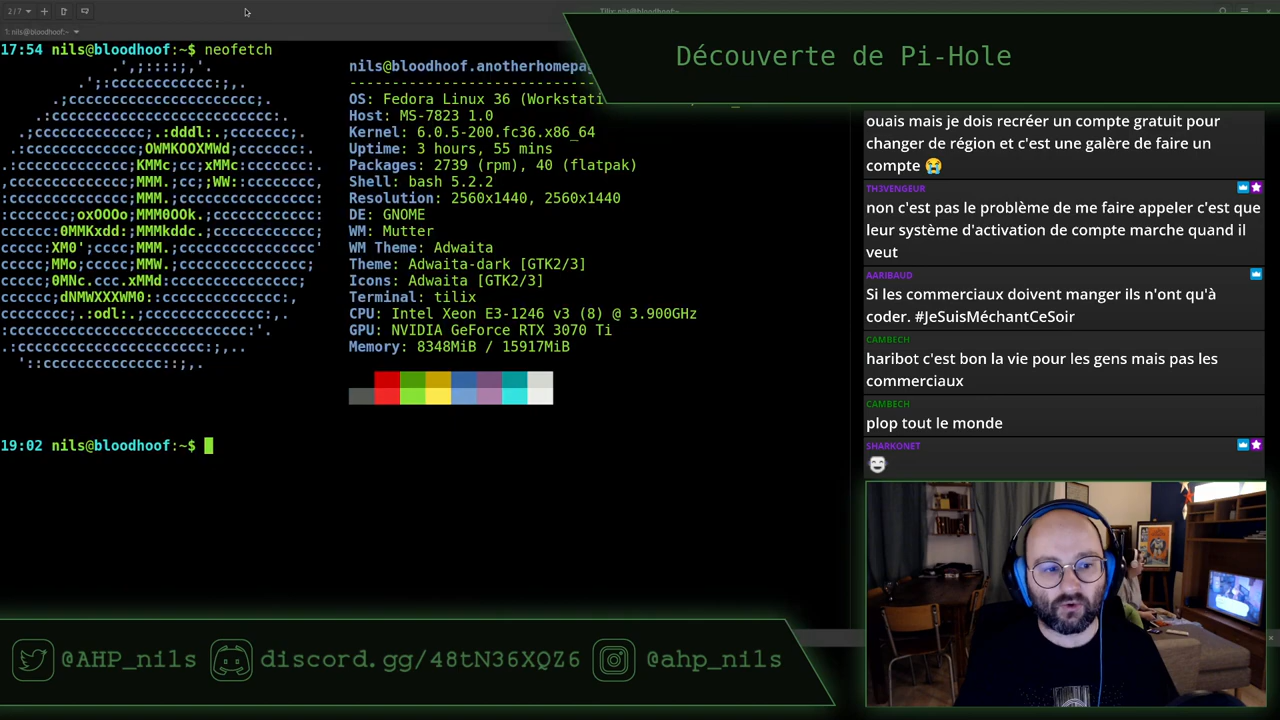 2/7
Tilix: nils@bloodhoof:~
1: nils@bloodhoof:~
Découverte de Pi-Hole
17:54 nils@bloodhoof:~$ neofetch
nils@bloodhoof.anotherhomepa
OS: Fedora Linux 36 (Workstati
Host: MS-7823 1.0
Kernel: 6.0.5-200.fc36.x86_64
Uptime: 3 hours, 55 mins
Packages: 2739 (rpm), 40 (flatpak)
Shell: bash 5.2.2
Resolution: 2560x1440, 2560x1440
DE: GNOME
WM: Mutter
WM Theme: Adwaita
Theme: Adwaita-dark [GTK2/3]
Icons: Adwaita [GTK2/3]
Terminal: tilix
CPU: Intel Xeon E3-1246 v3 (8) @ 3.900GHz
GPU: NVIDIA GeForce RTX 3070 Ti
Memory: 8348MiB / 15917MiB
19:02 nils@bloodhoof:~$
ouais mais je dois recréer un compte gratuit pour
changer de région et c'est une galère de faire un
compte 😭
TH3VENGEUR
non c'est pas le problème de me faire appeler c'est que
leur système d'activation de compte marche quand il
veut
AARIBAUD
Si les commerciaux doivent manger ils n'ont qu'à
coder. #JeSuisMéchantCeSoir
CAMBECH
haribot c'est bon la vie pour les gens mais pas les
commerciaux
CAMBECH
plop tout le monde
SHARKONET
@AHP_nils
discord.gg/48tN36XQZ6
@ahp_nils